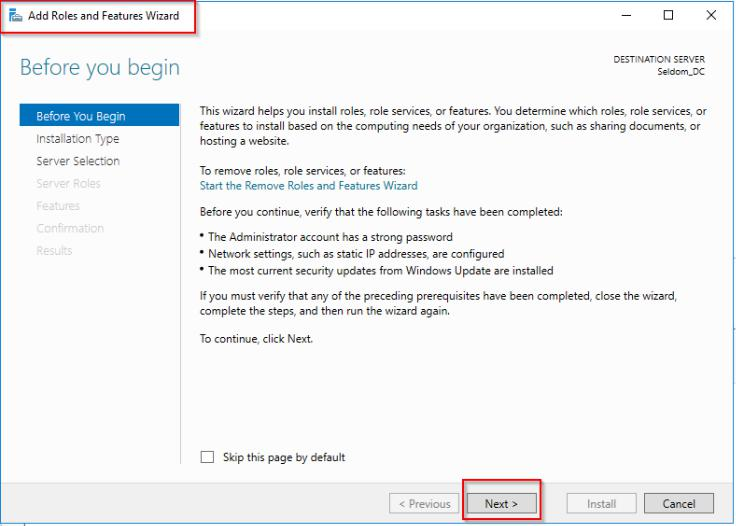 Add Roles and Features Wizard
Before you begin
DESTINATION SERVER
Seldom_DC
Before You Begin
Installation Type
Server Selection
Server Roles
Features
Confirmation
Results
This wizard helps you install roles, role services, or features. You determine which roles, role services, or
features to install based on the computing needs of your organization, such as sharing documents, or
hosting a website.
To remove roles, role services, or features:
Start the Remove Roles and Features Wizard
Before you continue, verify that the following tasks have been completed:
• The Administrator account has a strong password
• Network settings, such as static IP addresses, are configured
• The most current security updates from Windows Update are installed
If you must verify that any of the preceding prerequisites have been completed, close the wizard,
complete the steps, and then run the wizard again.
To continue, click Next.
Skip this page by default
< Previous
Next >
Install
Cancel